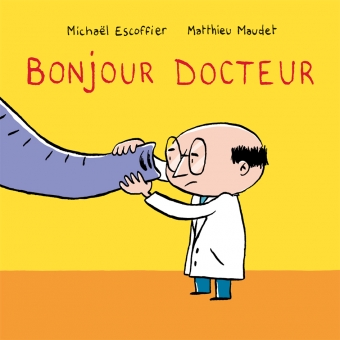 Michaël Escoffier Matthieu Maudet
BONJOUR DOCTEUR